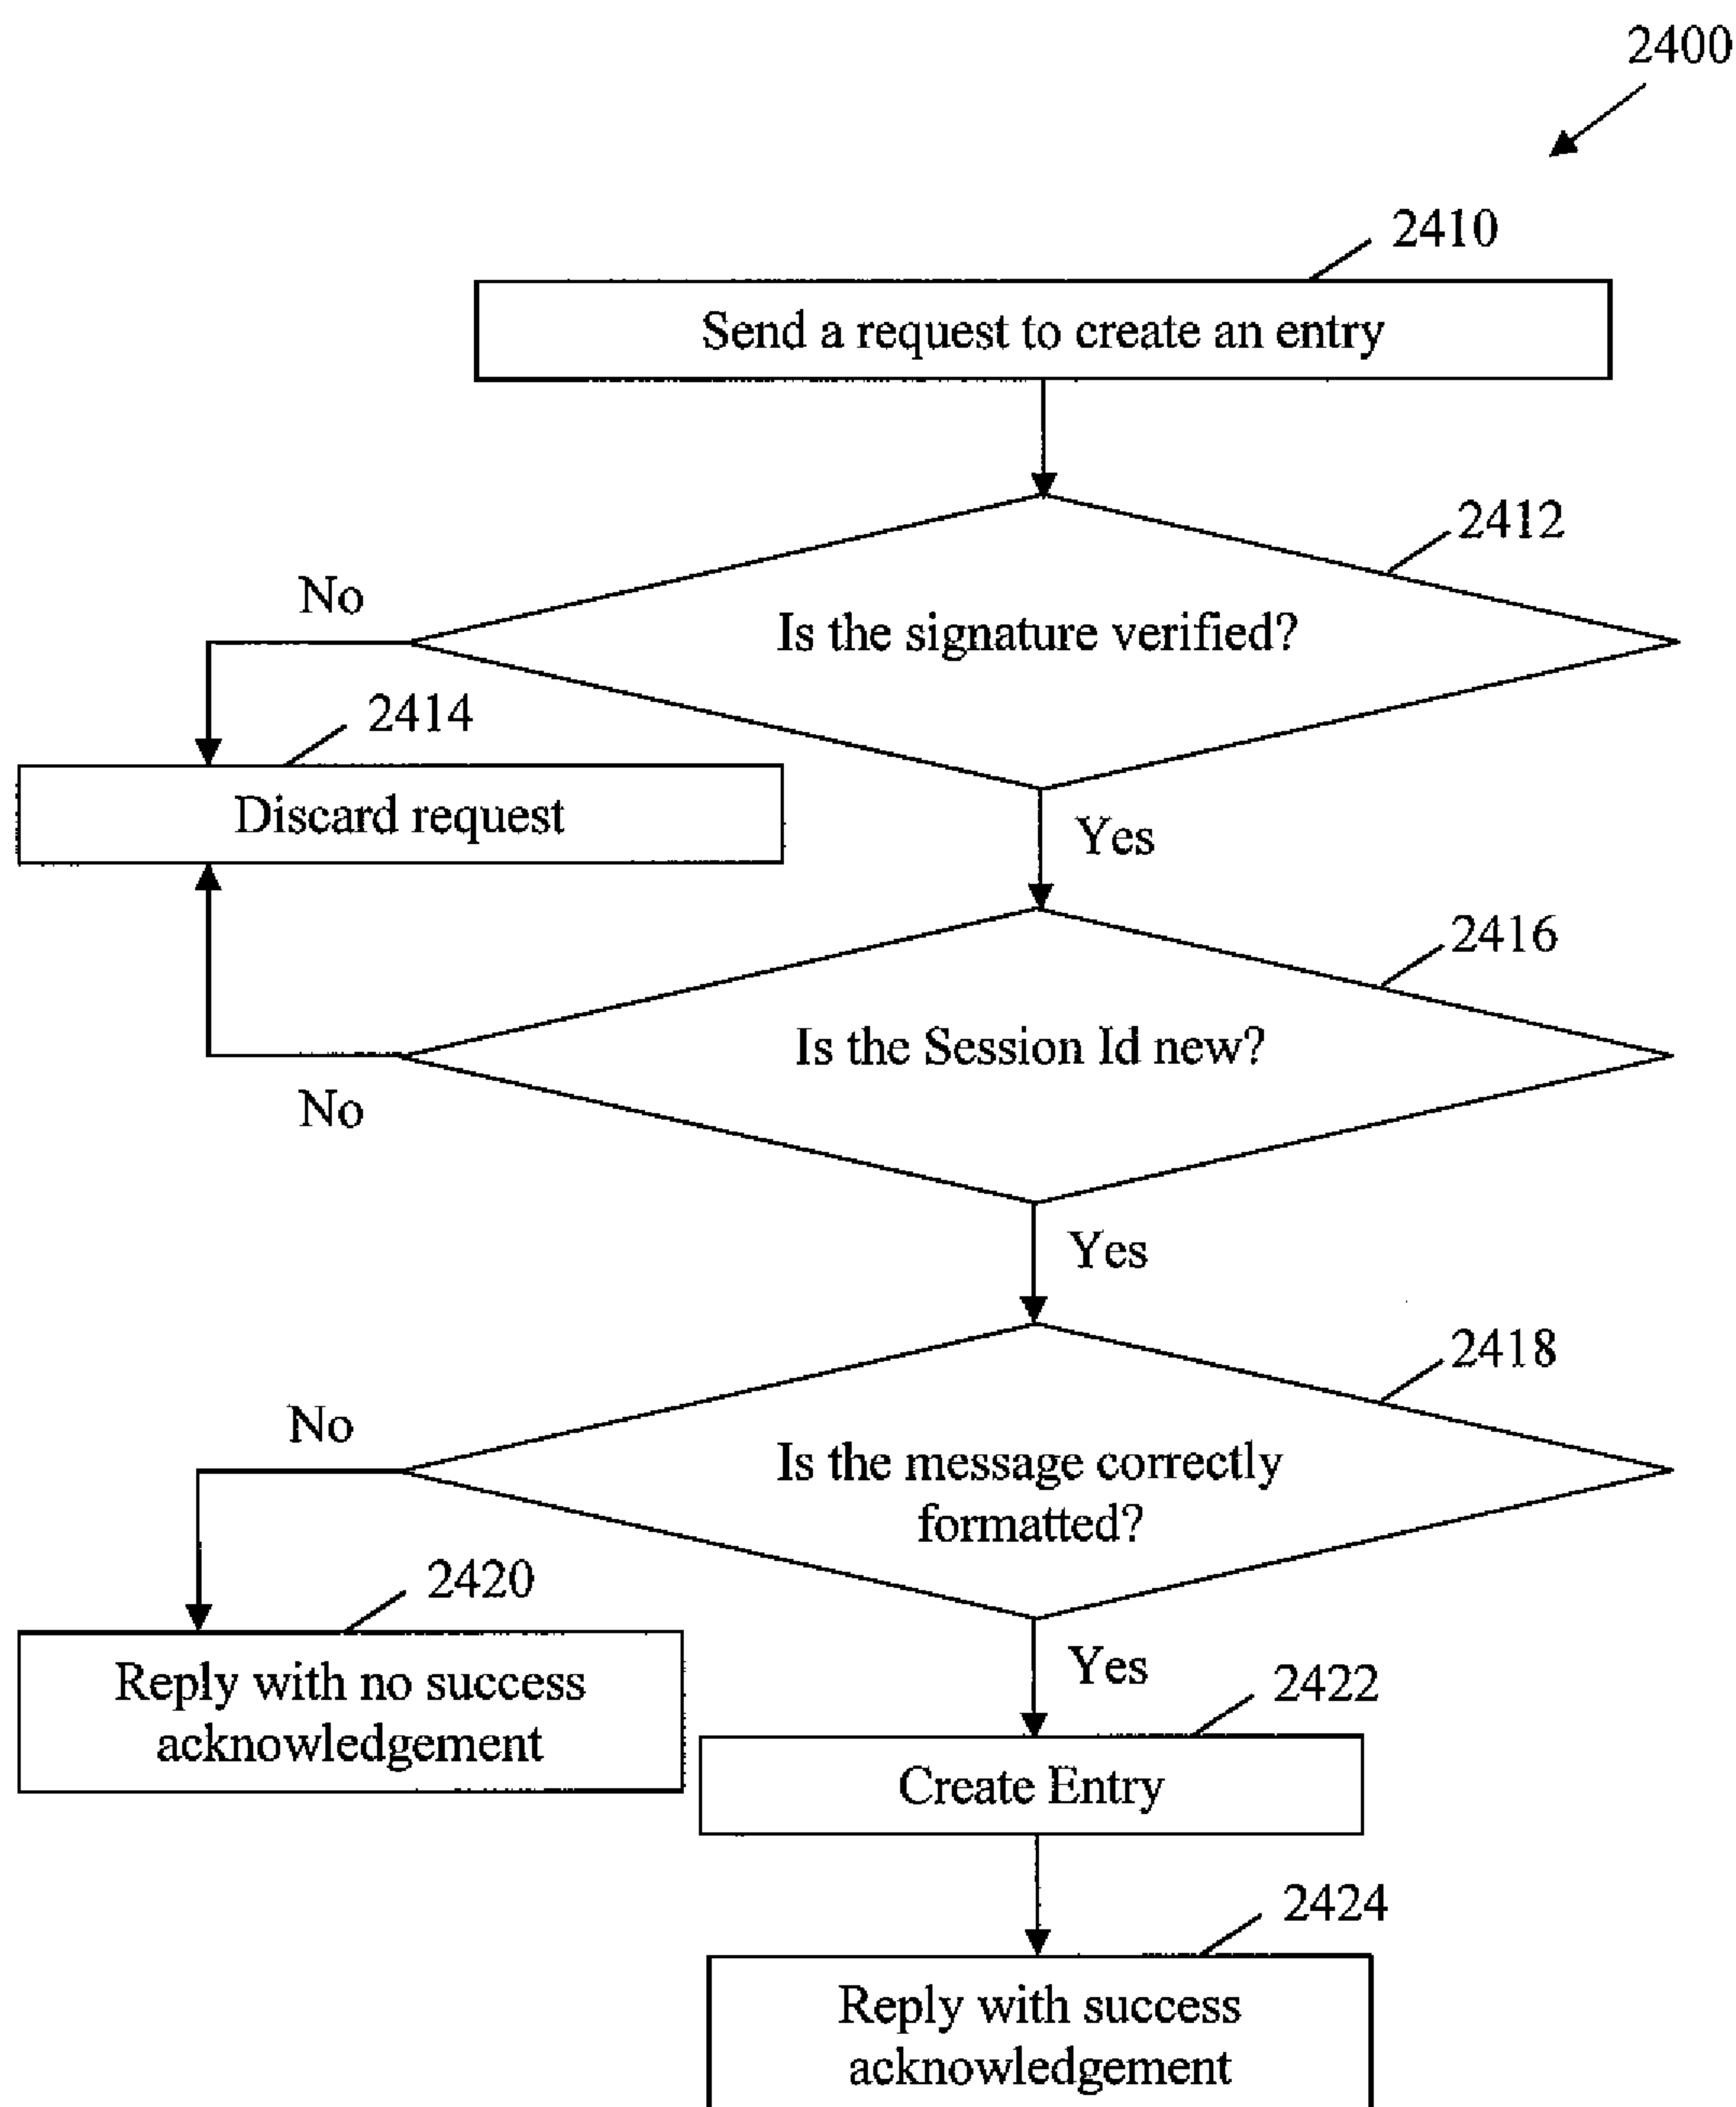 2400
2410
Send a request to create an entry
2412
No
Is the signature verified?
2414
Discard request
Yes
2416
Is the Session Id new?
No
Yes
2418
No
Is the message correctly
formatted?
2420
Reply with no success
acknowledgement
Yes
2422
Create Entry
2424
Reply with success
acknowledgement